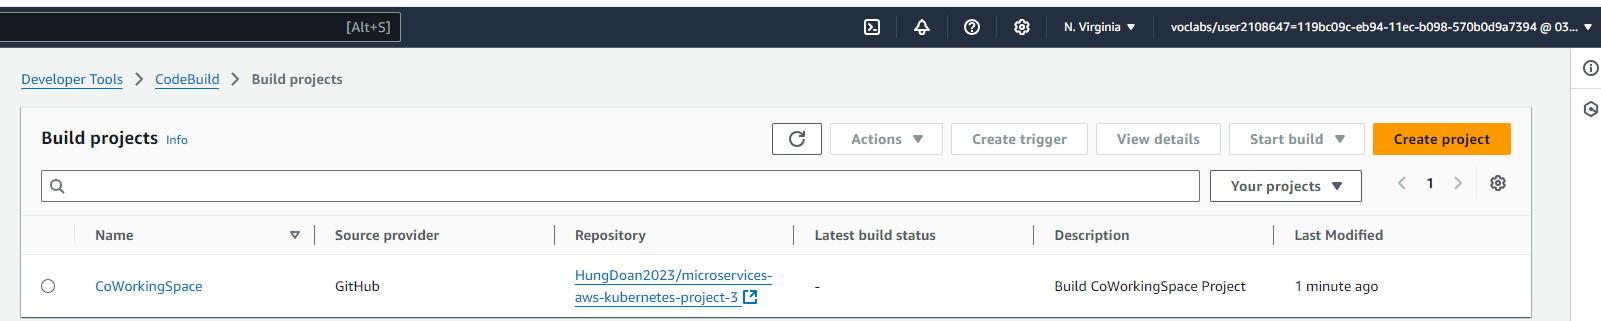 [Alt+S]
N. Virginia
voclabs/user2108647=119bc09c-eb94-11ec-b098-570b0d9a7394 @ 03...
Developer Tools
CodeBuild
Build projects
Build projects Info
Actions
Create trigger
View details
Start build
Create project
Your projects
1
Name
Source provider
Repository
Latest build status
Description
Last Modified
CoWorkingSpace
GitHub
HungDoan2023/microservices-
aws-kubernetes-project-3
-
Build CoWorkingSpace Project
1 minute ago